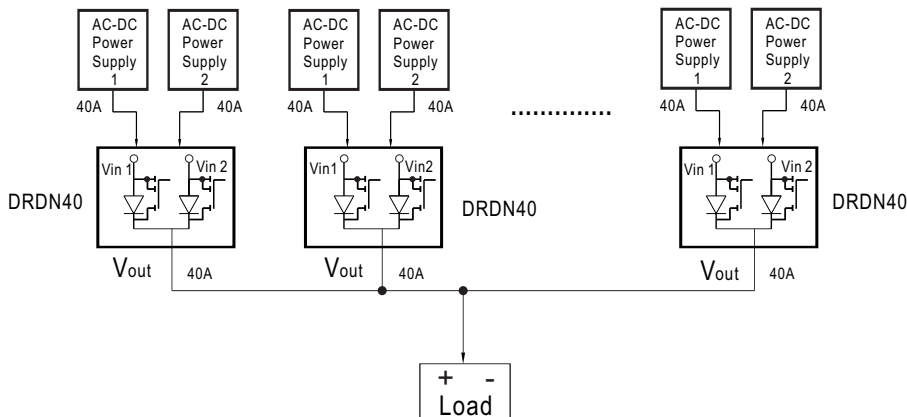 AC-DC
Power
Supply
1
AC-DC
Power
Supply
2
AC-DC
Power
Supply
1
AC-DC
Power
Supply
2
AC-DC
Power
Supply
1
AC-DC
Power
Supply
2
40A 40A 40A 40A 40A 40A
Vin 1 Vin 2 Vin1 Vin2 Vin 1 Vin 2
DRDN40 DRDN40 DRDN40
Vout 40A Vout 40A Vout 40A
+ -
Load